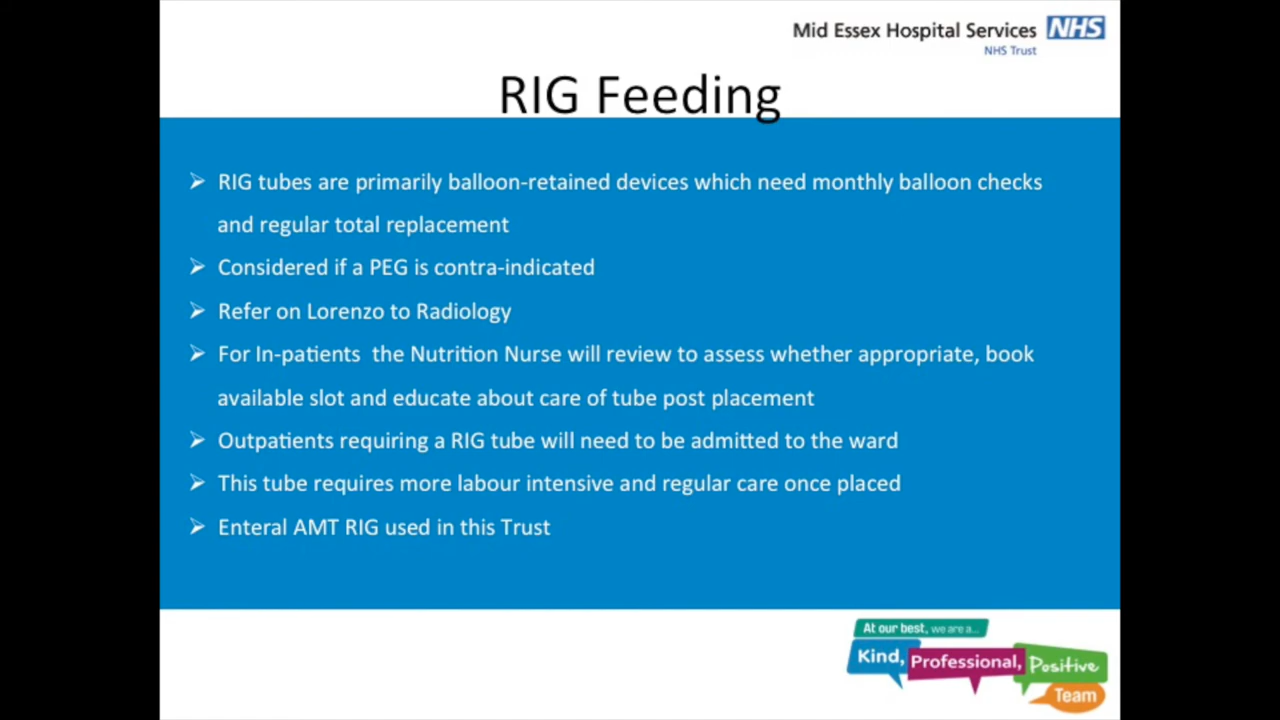 Mid Essex Hospital Services NHS
NHS Trust
RIG Feeding
➢ RIG tubes are primarily balloon-retained devices which need monthly balloon checks
and regular total replacement
➢ Considered if a PEG is contra-indicated
➢ Refer on Lorenzo to Radiology
➢ For In-patients  the Nutrition Nurse will review to assess whether appropriate, book
available slot and educate about care of tube post placement
➢ Outpatients requiring a RIG tube will need to be admitted to the ward
➢ This tube requires more labour intensive and regular care once placed
➢ Enteral AMT RIG used in this Trust
At our best, we are a...
Kind, Professional, Positive
Team